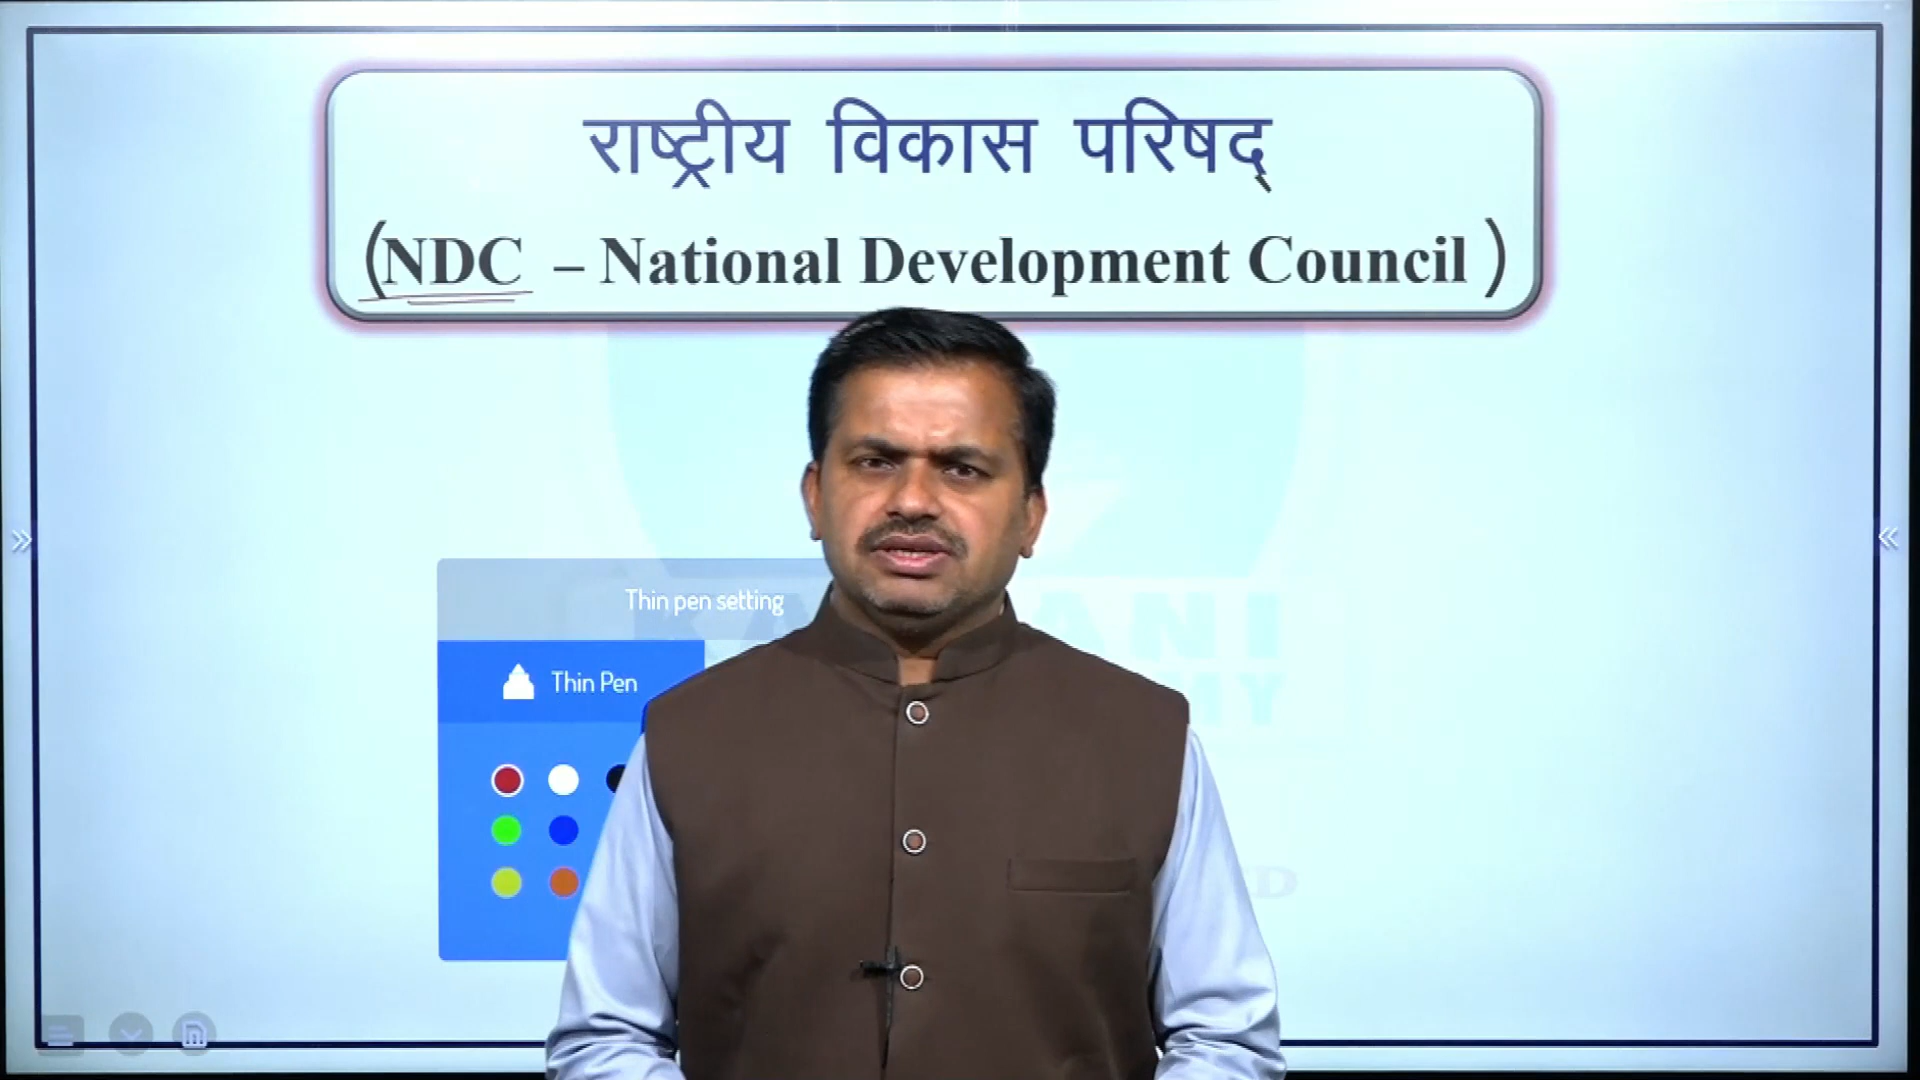 राष्ट्रीय विकास परिषद्
(NDC – National Development Council)
Thin pen setting
Thin Pen